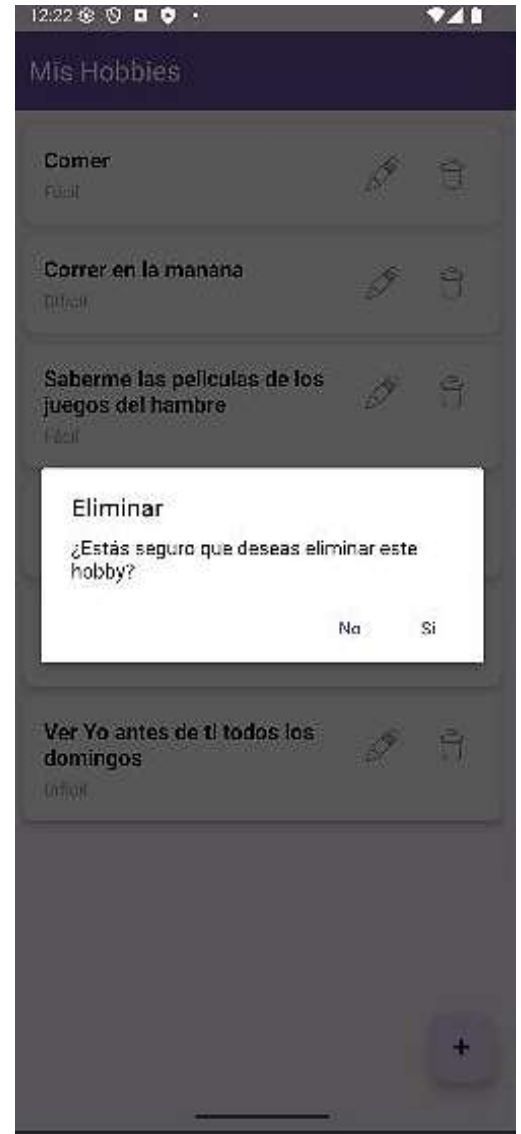 12:22
Mis Hobbies
Comer
Fácil
Correr en la manana
Difícil
Saberme las peliculas de los
juegos del hambre
Fácil
Eliminar
¿Estás seguro que deseas eliminar este
hobby?
No
Si
Ver Yo antes de ti todos los
domingos
Difícil
+